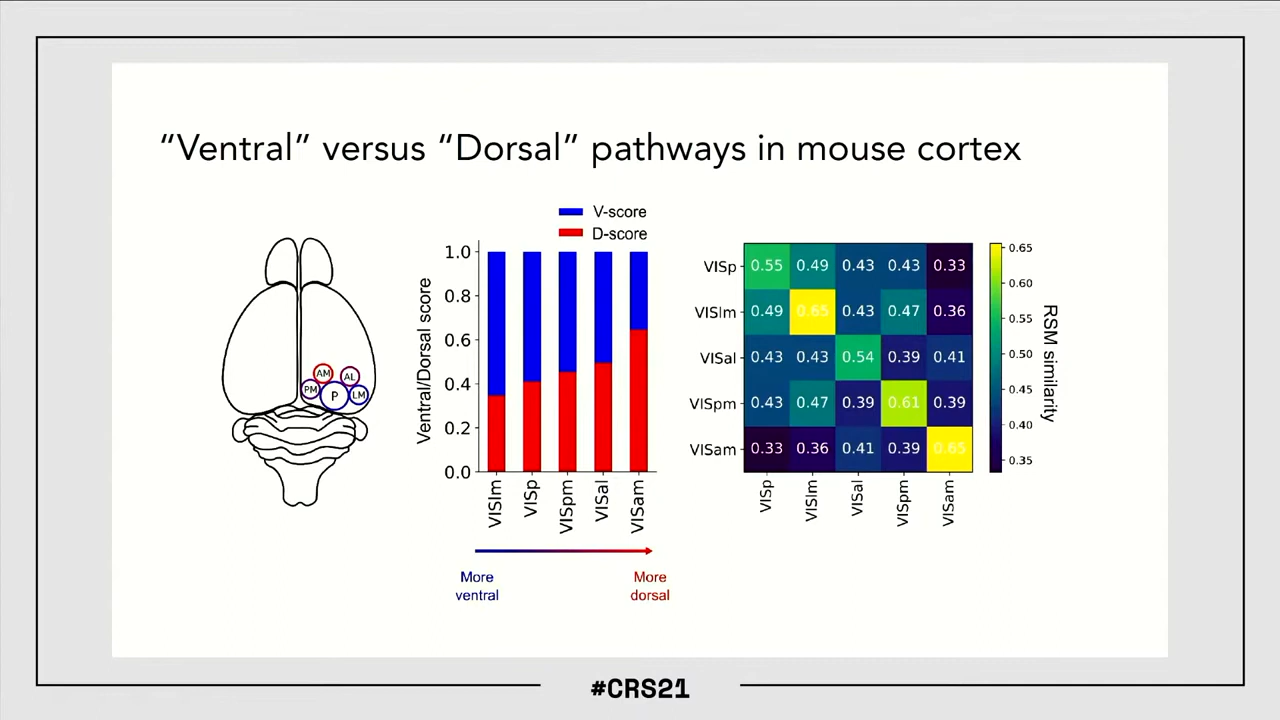 “Ventral” versus “Dorsal” pathways in mouse cortex
AM
AL
PM
P
LM
V-score
D-score
Ventral/Dorsal score
1.0
0.8
0.6
0.4
0.2
0.0
VISlm
VISp
VISpm
VISal
VISam
More ventral
More dorsal
VISp 0.55 0.49 0.43 0.43 0.33
VISlm 0.49 0.65 0.43 0.47 0.36
VISal 0.43 0.43 0.54 0.39 0.41
VISpm 0.43 0.47 0.39 0.61 0.39
VISam 0.33 0.36 0.41 0.39 0.65
VISp
VISlm
VISal
VISpm
VISam
0.65
0.60
0.55
0.50
0.45
0.40
0.35
RSM similarity
#CRS21